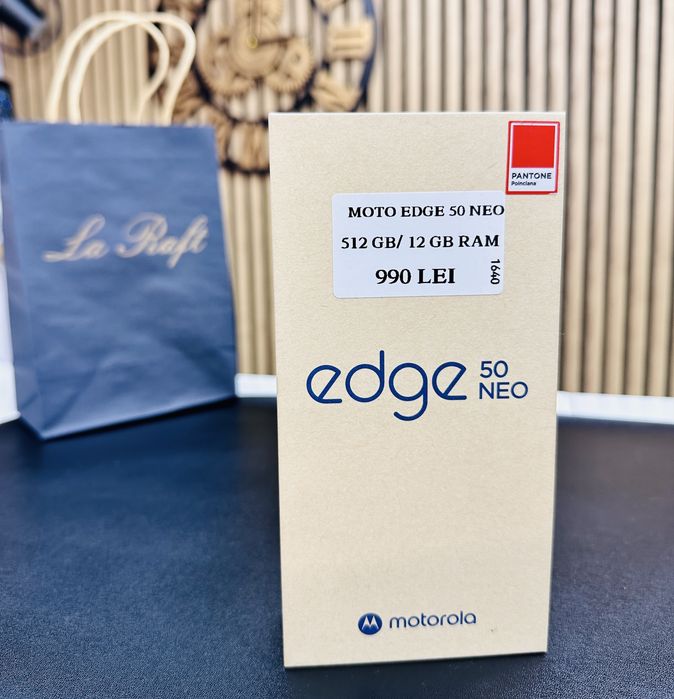 La Raft
PANTONE
Poinciana
MOTO EDGE 50 NEO
512 GB/ 12 GB RAM
990 LEI
1640
edge 50
NEO
motorola